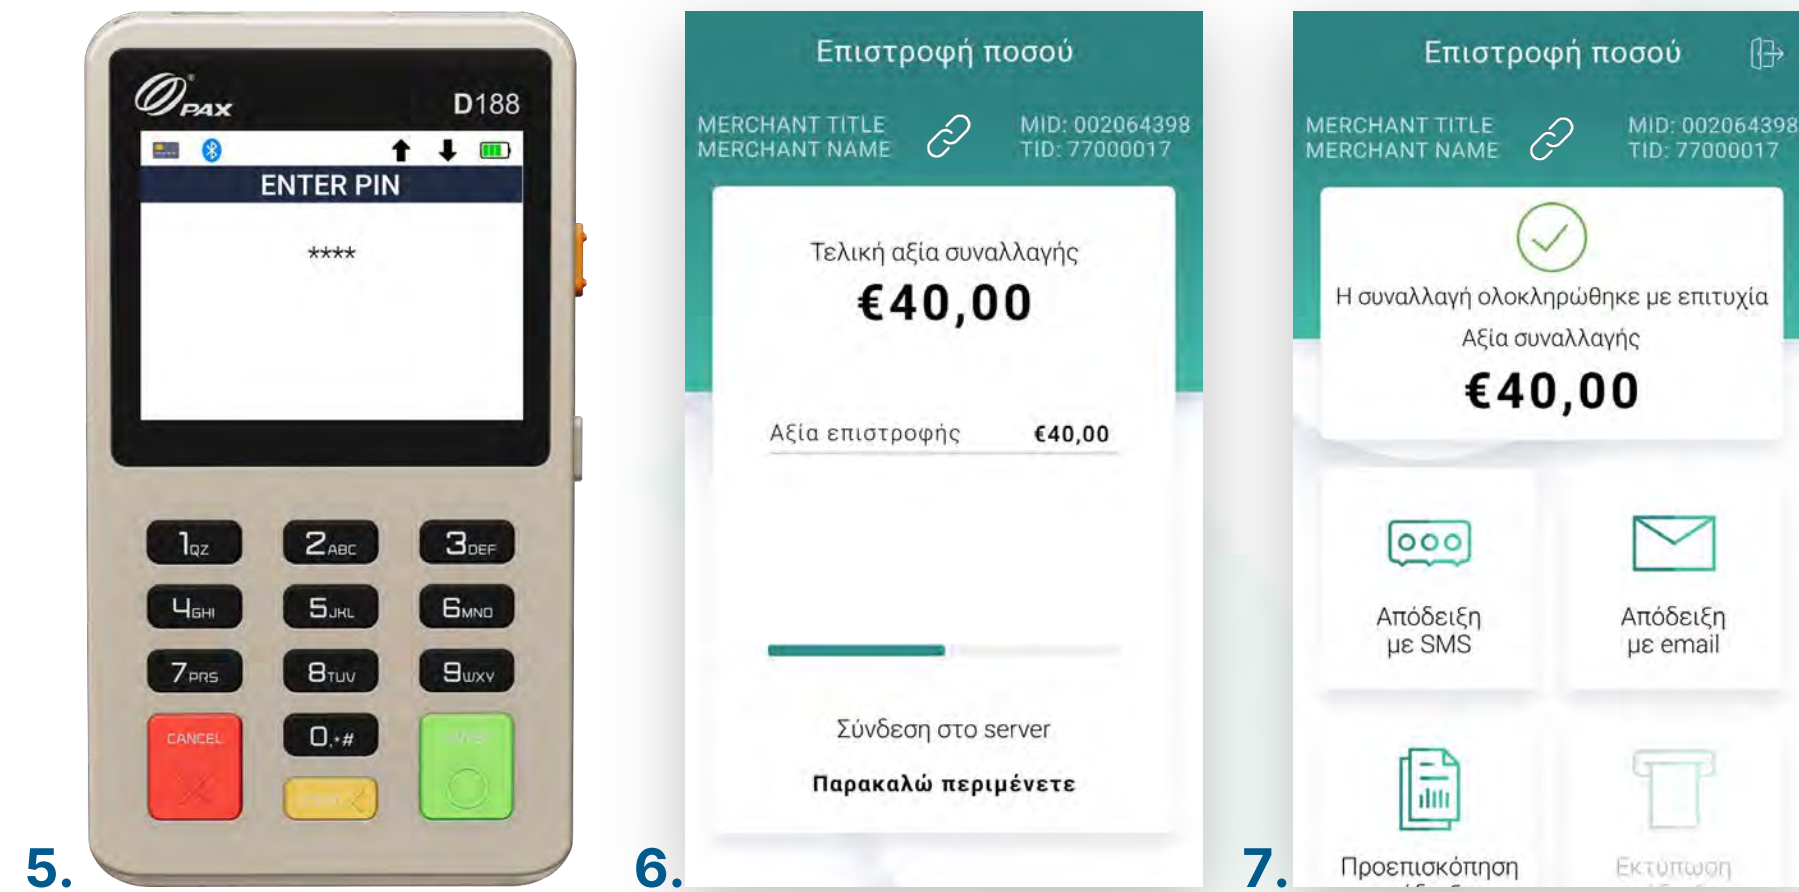 PAX
D188
ENTER PIN
****
1QZ
2ABC
3DEF
4GHI
5JKL
6MNO
7PRS
8TUV
9WXY
CANCEL
0,*#
5.
Επιστροφή ποσού
MERCHANT TITLE
MERCHANT NAME
MID: 002064398
TID: 77000017
Τελική αξία συναλλαγής
€40,00
Αξία επιστροφής €40,00
Σύνδεση στο server
Παρακαλώ περιμένετε
6.
Επιστροφή ποσού
MERCHANT TITLE
MERCHANT NAME
MID: 002064398
TID: 77000017
Η συναλλαγή ολοκληρώθηκε με επιτυχία
Αξία συναλλαγής
€40,00
Απόδειξη
με SMS
Απόδειξη
με email
Προεπισκόπηση
Εκτύπωση
7.